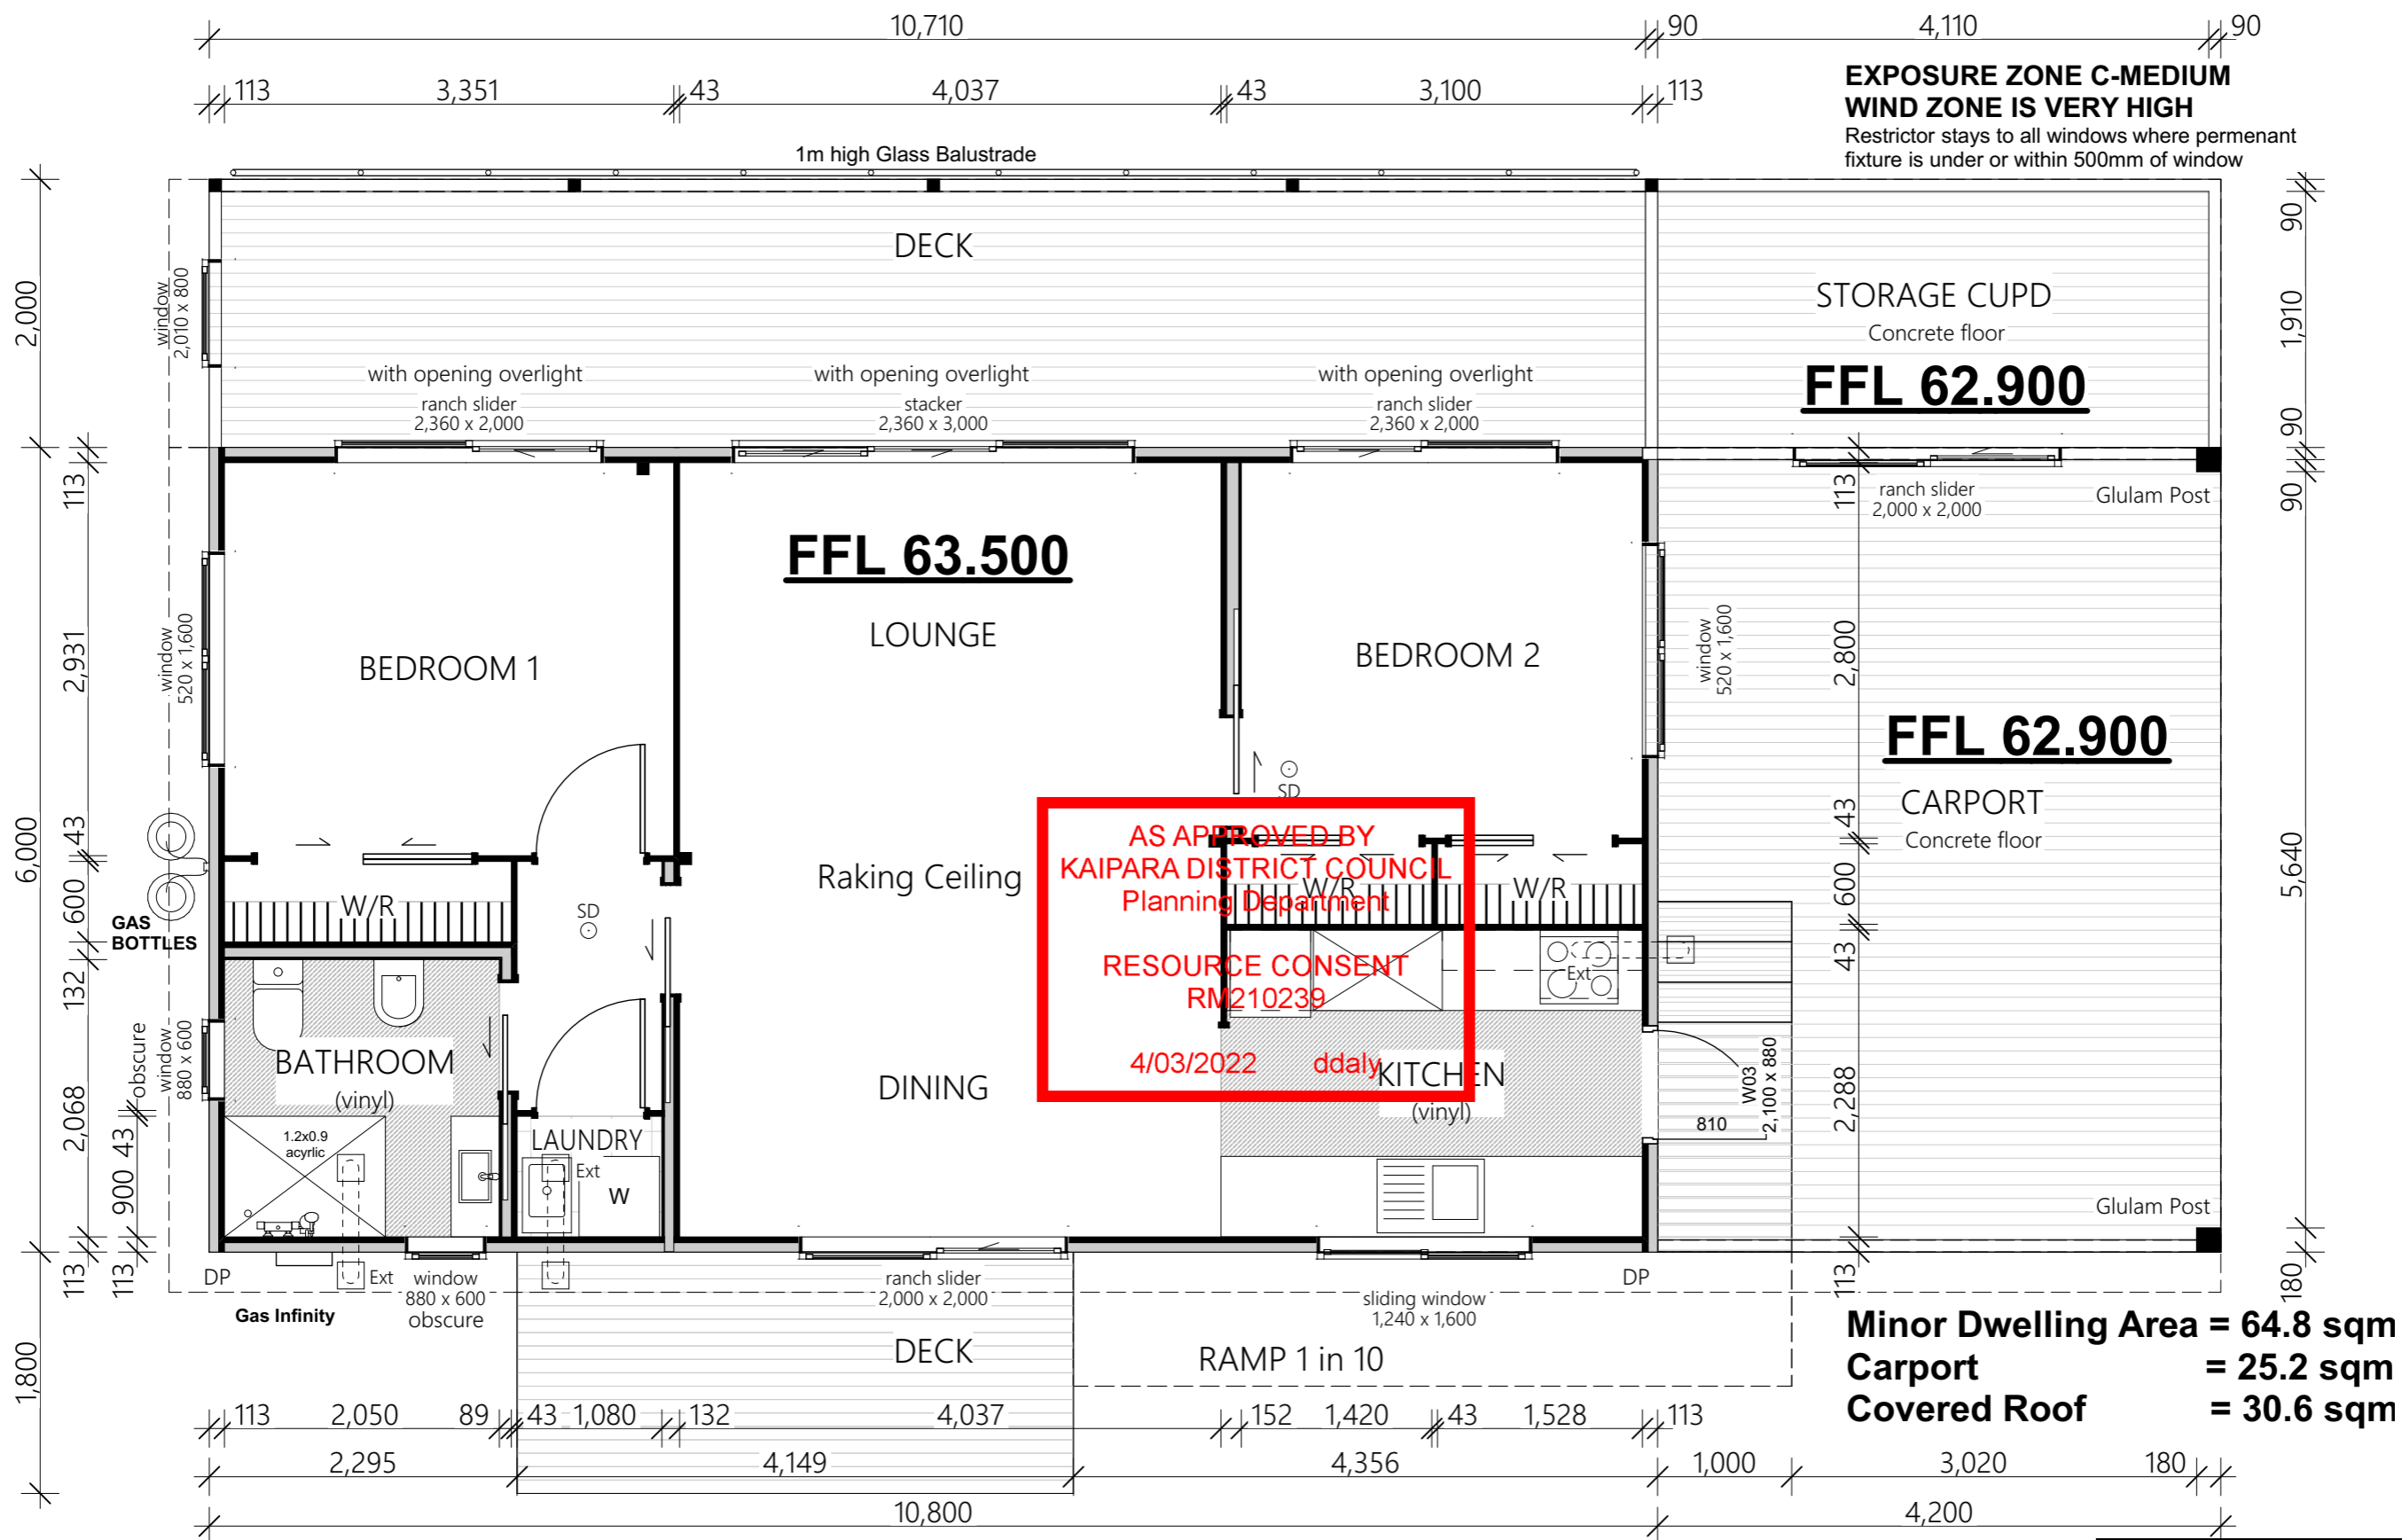 10,710
90
4,110
90
113
3,351
43
4,037
43
3,100
113
EXPOSURE ZONE C-MEDIUM
WIND ZONE IS VERY HIGH
Restrictor stays to all windows where permenant
fixture is under or within 500mm of window
1m high Glass Balustrade
DECK
window
2,010 x 800
2,000
STORAGE CUPD
Concrete floor
FFL 62.900
90
1,910
90
90
with opening overlight
ranch slider
2,360 x 2,000
with opening overlight
stacker
2,360 x 3,000
with opening overlight
ranch slider
2,360 x 2,000
ranch slider
2,000 x 2,000
Glulam Post
113
113
FFL 63.500
LOUNGE
BEDROOM 1
BEDROOM 2
window
520 x 1,600
window
520 x 1,600
2,931
2,800
FFL 62.900
CARPORT
Concrete floor
6,000
5,640
43
43
SD
AS APPROVED BY
KAIPARA DISTRICT COUNCIL
Planning Department
RESOURCE CONSENT
RM210239
4/03/2022 ddaly
Raking Ceiling
W/R
W/R
W/R
600
600
GAS
BOTTLES
SD
132
43
Ext
obscure
window
880 x 600
BATHROOM
(vinyl)
DINING
KITCHEN
(vinyl)
W03
2,100 x 880
810
2,068
2,288
43
900
1.2x0.9
acyrlic
LAUNDRY
Ext
W
Glulam Post
113
113
113
180
DP
Ext
window
880 x 600
obscure
Gas Infinity
ranch slider
2,000 x 2,000
sliding window
1,240 x 1,600
DP
DECK
RAMP 1 in 10
1,800
Minor Dwelling Area = 64.8 sqm
Carport = 25.2 sqm
Covered Roof = 30.6 sqm
113
2,050
89
43
1,080
132
4,037
152
1,420
43
1,528
113
2,295
4,149
4,356
1,000
3,020
180
10,800
4,200